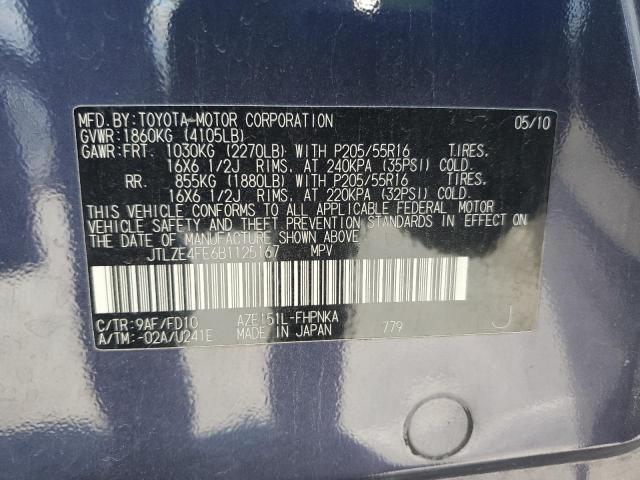 MFD. BY: TOYOTA MOTOR CORPORATION 05/10
GVWR: 1860KG (4105LB)
GAWR: FRT. 1030KG (2270LB) WITH P205/55R16 TIRES.
16X6 1/2J RIMS. AT 240KPA (35PSI) COLD.
RR. 855KG (1880LB) WITH P205/55R16 TIRES.
16X6 1/2J RIMS. AT 220KPA (32PSI) COLD.
THIS VEHICLE CONFORMS TO ALL APPLICABLE FEDERAL MOTOR
VEHICLE SAFETY AND THEFT PREVENTION STANDARDS IN EFFECT
ON THE DATE OF MANUFACTURE SHOWN ABOVE.
JTLZE4FE6B1125167 MPV
C/TR: 9AF/FD10 AZE151L-FHPNKA
A/TM: -02A/U241E MADE IN JAPAN 779 J